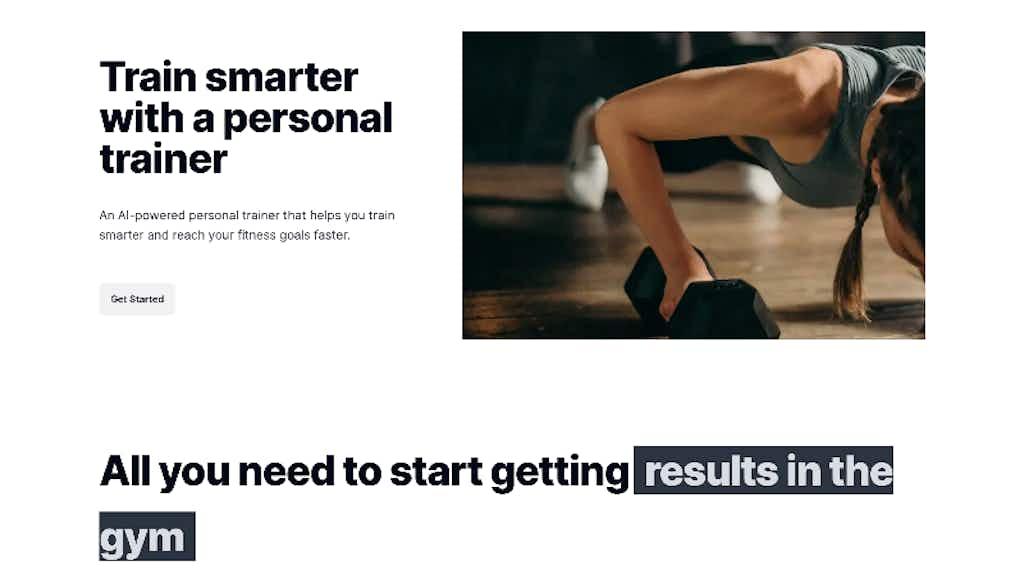 Train smarter
with a personal
trainer
An AI-powered personal trainer that helps you train
smarter and reach your fitness goals faster.
Get Started
All you need to start getting results in the
gym